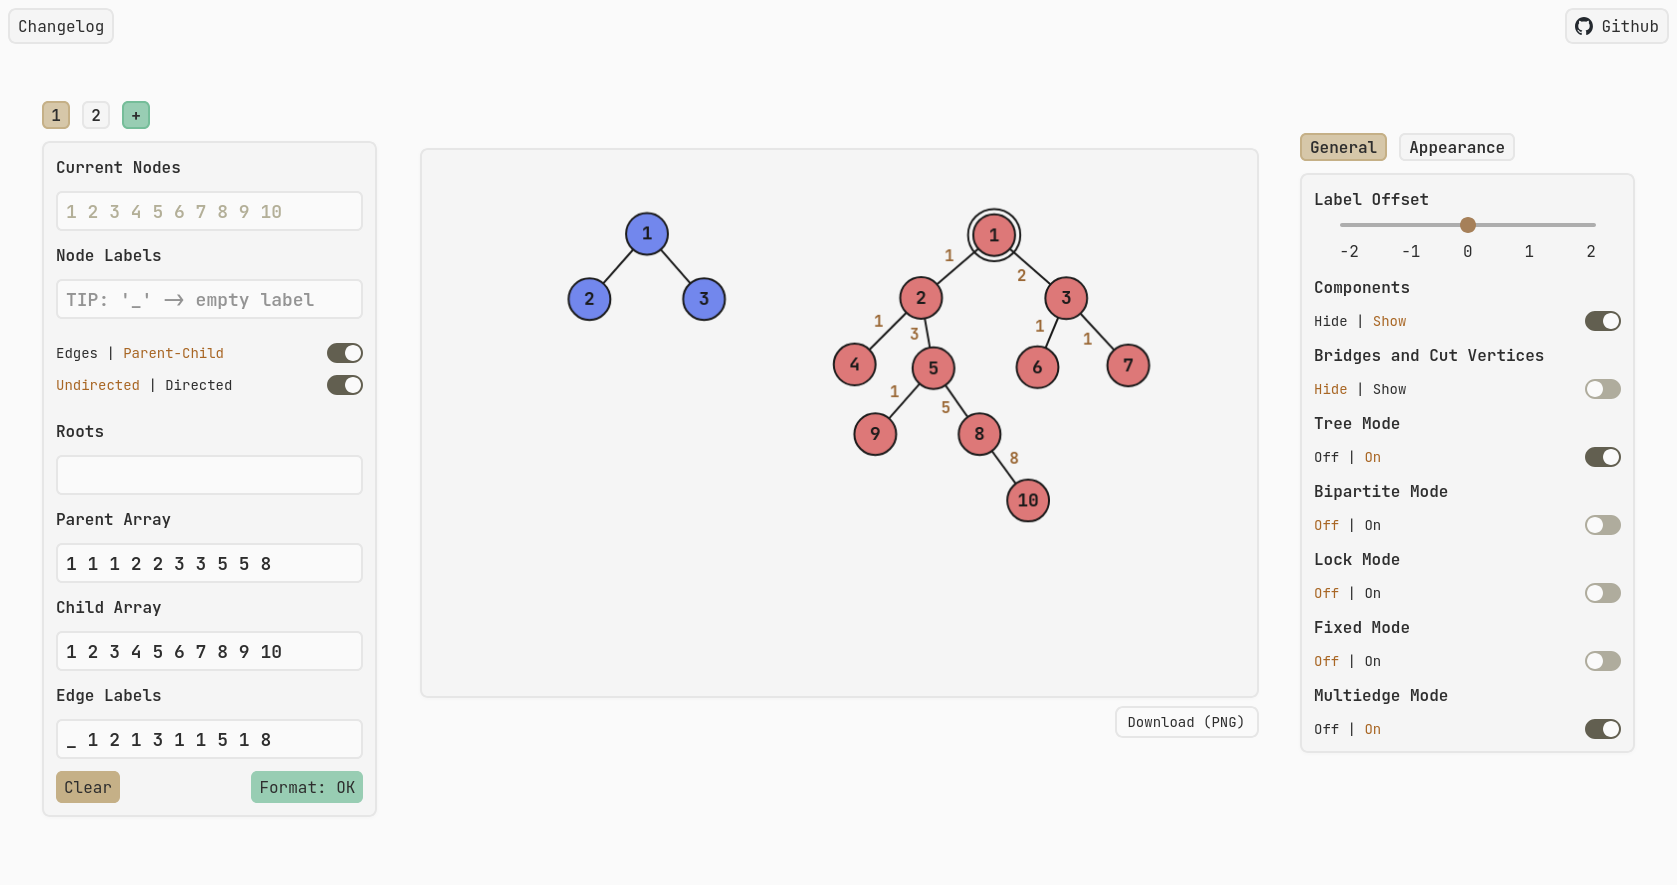 Changelog
Github
1 2 +
Current Nodes
1 2 3 4 5 6 7 8 9 10
Node Labels
TIP: '_' -> empty label
Edges | Parent-Child
Undirected | Directed
Roots
Parent Array
1 1 1 2 2 3 3 5 5 8
Child Array
1 2 3 4 5 6 7 8 9 10
Edge Labels
_ 1 2 1 3 1 1 5 1 8
Clear
Format: OK
1
2
3
1
1
2
2
3
1
3
1
1
4
5
6
7
1
5
9
8
8
10
Download (PNG)
General
Appearance
Label Offset
-2 -1 0 1 2
Components
Hide | Show
Bridges and Cut Vertices
Hide | Show
Tree Mode
Off | On
Bipartite Mode
Off | On
Lock Mode
Off | On
Fixed Mode
Off | On
Multiedge Mode
Off | On